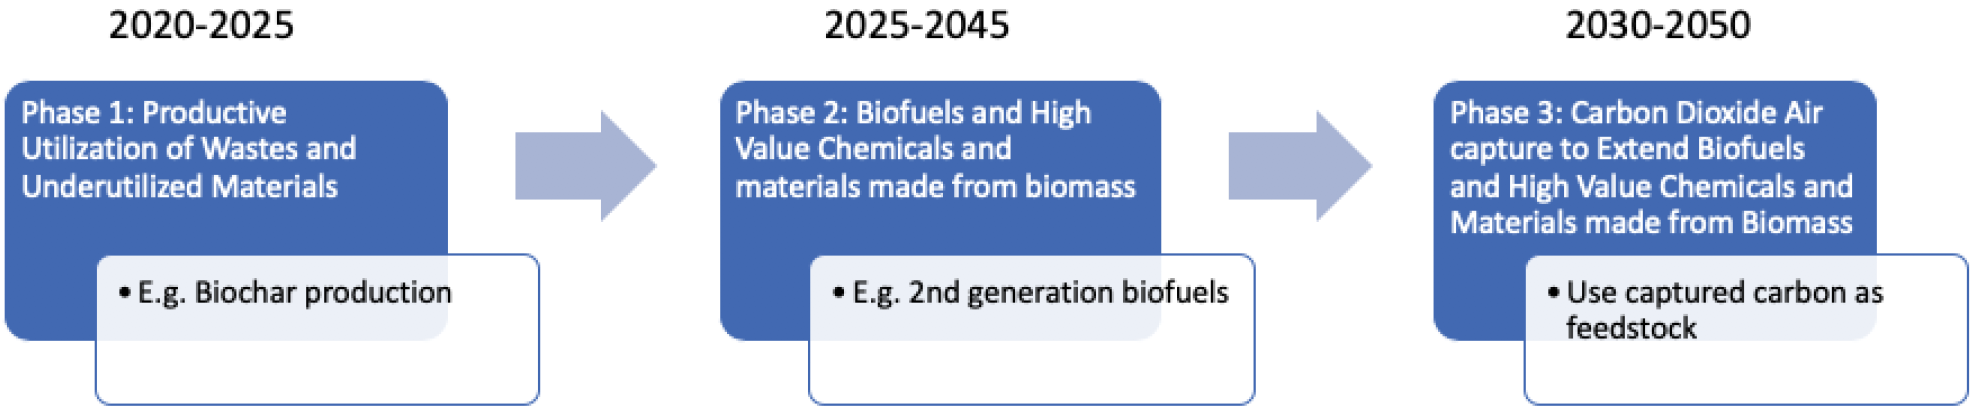 2020-2025
Phase 1: Productive
Utilization of Wastes and
Underutilized Materials
• E.g. Biochar production
2025-2045
Phase 2: Biofuels and High
Value Chemicals and
materials made from biomass
• E.g. 2nd generation biofuels
2030-2050
Phase 3: Carbon Dioxide Air
capture to Extend Biofuels
and High Value Chemicals and
Materials made from Biomass
• Use captured carbon as
feedstock